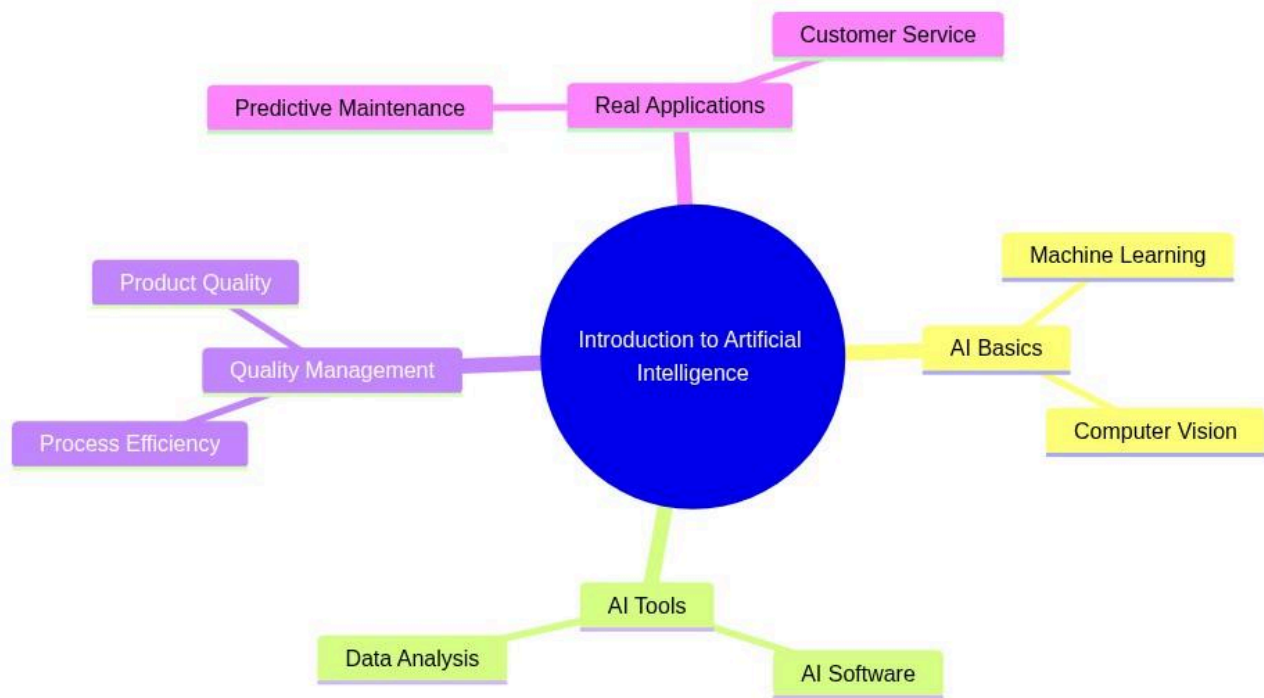 Customer Service
Real Applications
Predictive Maintenance
Machine Learning
Product Quality
Introduction to Artificial
Intelligence
AI Basics
Quality Management
Computer Vision
Process Efficiency
AI Tools
Data Analysis
AI Software